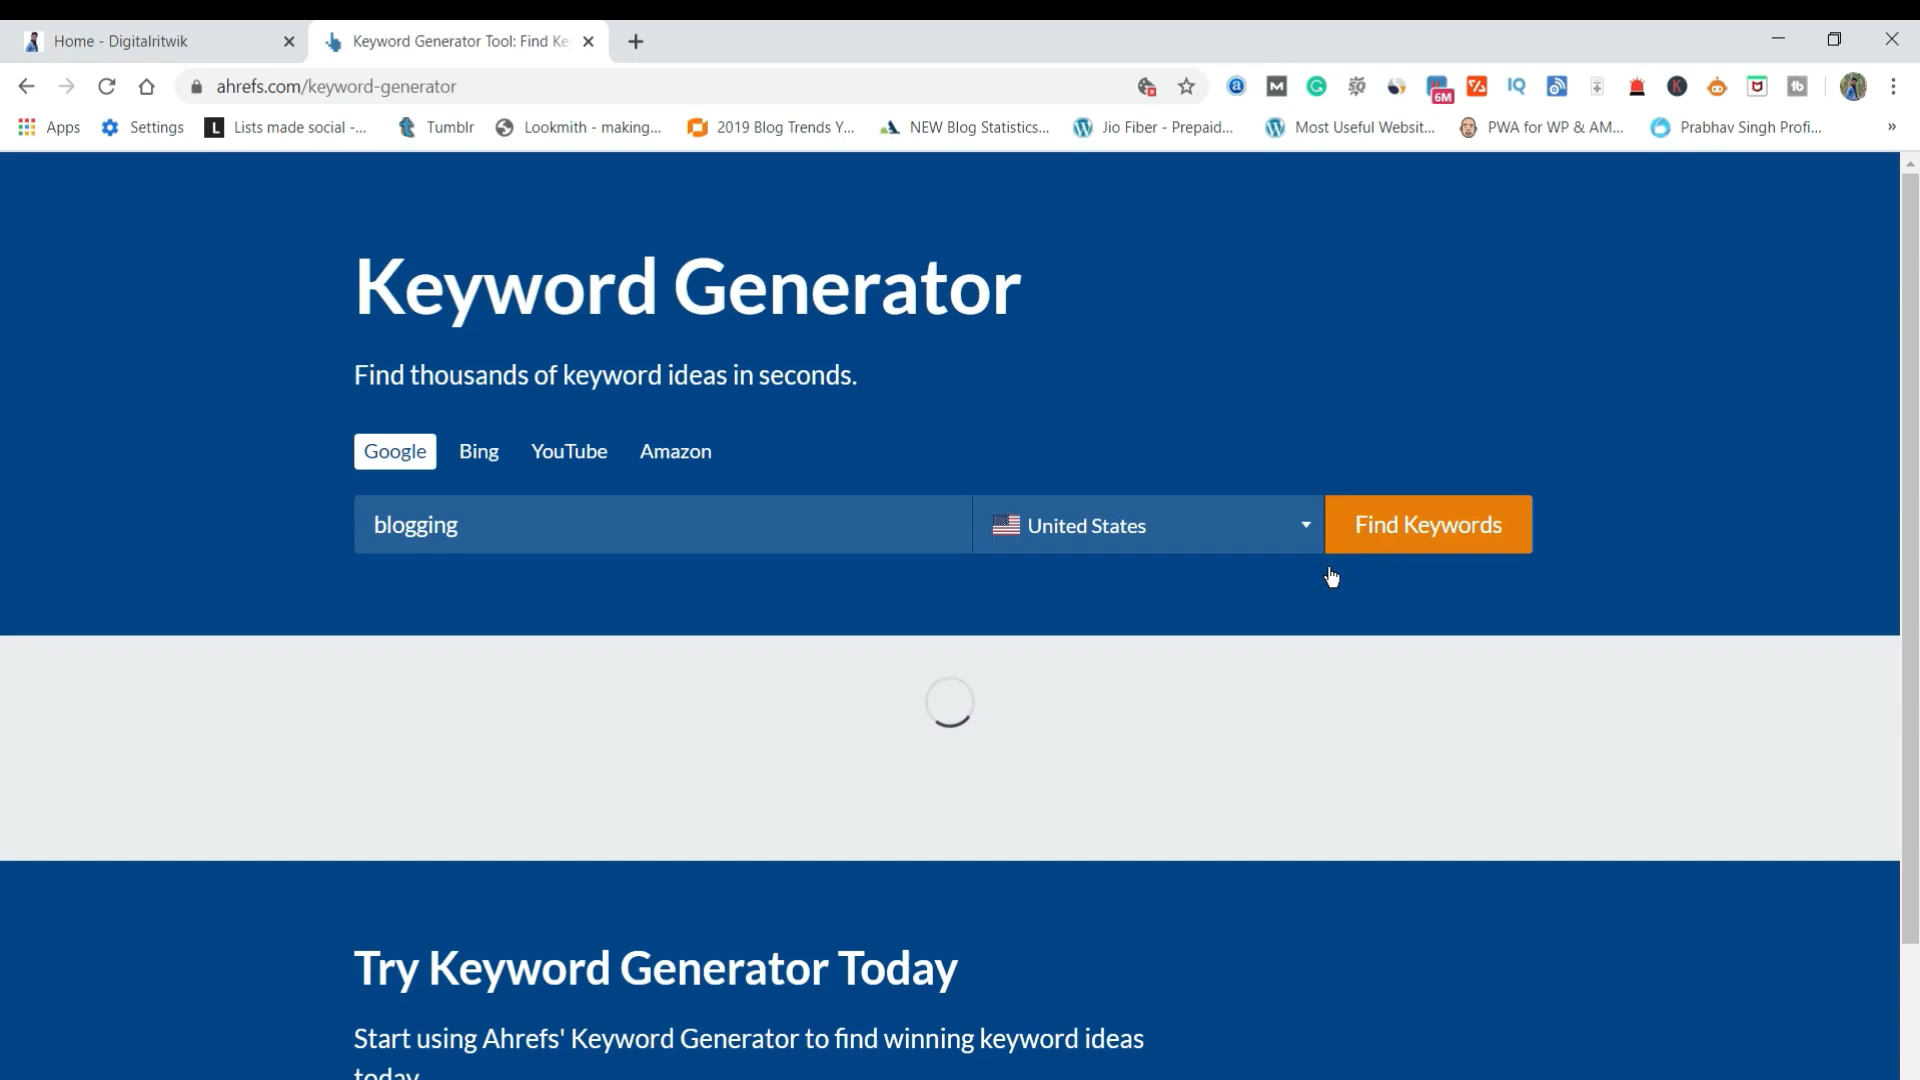 Home - Digitalritwik
Keyword Generator Tool: Find Ke
ahrefs.com/keyword-generator
6M
Apps
Settings
Lists made social -...
Tumblr
Lookmith - making...
2019 Blog Trends Y...
NEW Blog Statistics...
Jio Fiber - Prepaid...
Most Useful Websit...
PWA for WP & AM...
Prabhav Singh Profi...
Keyword Generator
Find thousands of keyword ideas in seconds.
Google Bing YouTube Amazon
blogging
United States
Find Keywords
Try Keyword Generator Today
Start using Ahrefs' Keyword Generator to find winning keyword ideas
today